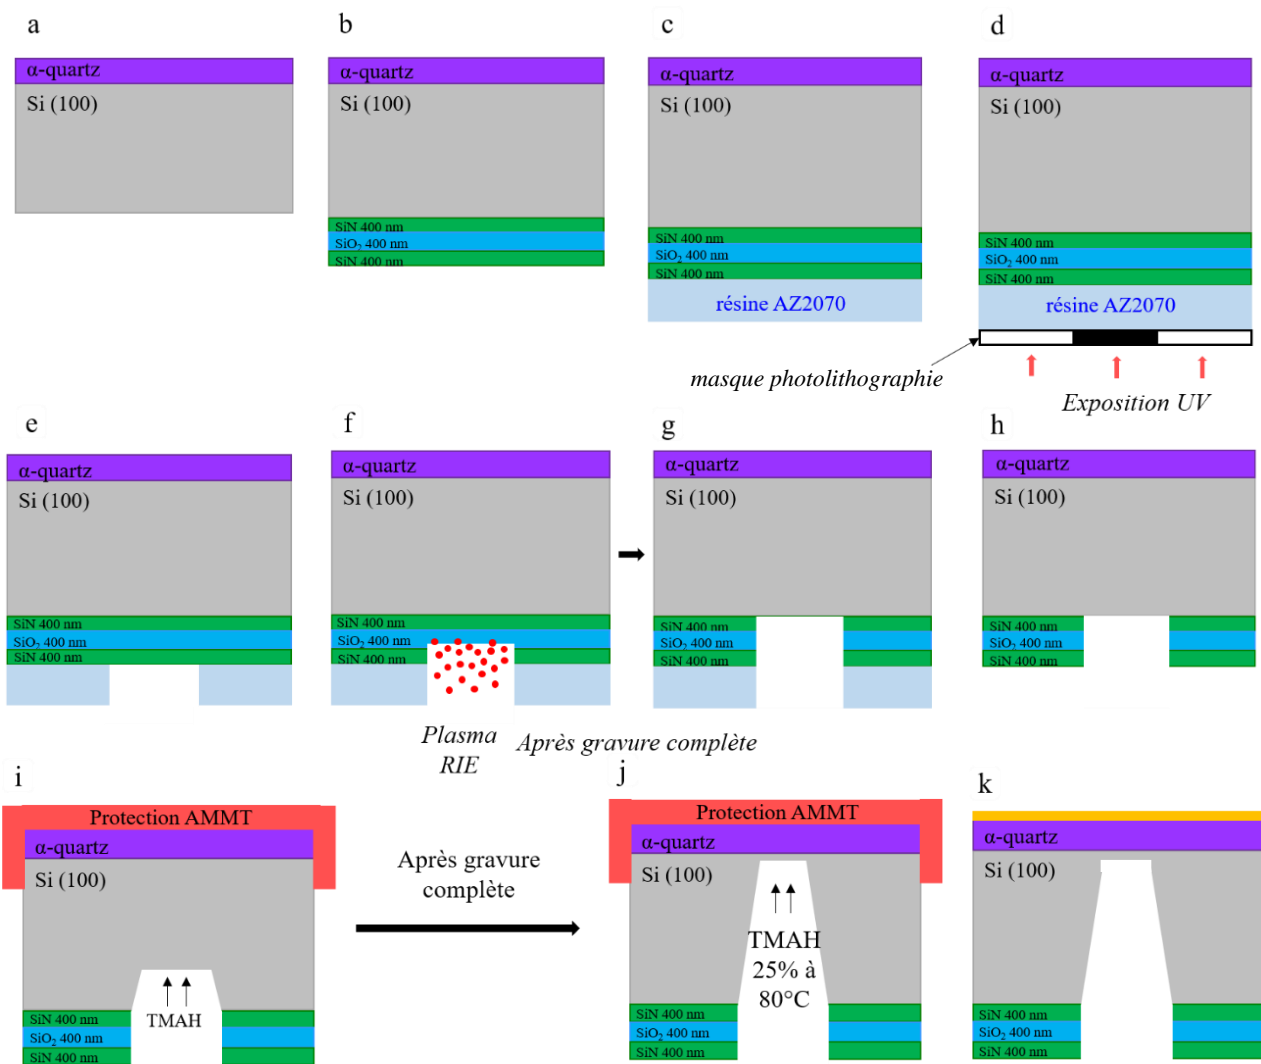 a
α-quartz
Si (100)
b
α-quartz
Si (100)
SiN 400 nm
SiO₂ 400 nm
SiN 400 nm
c
α-quartz
Si (100)
SiN 400 nm
SiO₂ 400 nm
SiN 400 nm
résine AZ2070
d
α-quartz
Si (100)
SiN 400 nm
SiO₂ 400 nm
SiN 400 nm
résine AZ2070
masque photolithographie
Exposition UV
e
α-quartz
Si (100)
SiN 400 nm
SiO₂ 400 nm
SiN 400 nm
f
α-quartz
Si (100)
SiN 400 nm
SiO₂ 400 nm
SiN 400 nm
Plasma
RIE
Après gravure complète
g
α-quartz
Si (100)
SiN 400 nm
SiO₂ 400 nm
SiN 400 nm
h
α-quartz
Si (100)
SiN 400 nm
SiO₂ 400 nm
SiN 400 nm
i
Protection AMMT
α-quartz
Si (100)
TMAH
SiN 400 nm
SiO₂ 400 nm
SiN 400 nm
Après gravure
complète
j
Protection AMMT
α-quartz
Si (100)
TMAH
25% à
80°C
SiN 400 nm
SiO₂ 400 nm
SiN 400 nm
k
α-quartz
Si (100)
SiN 400 nm
SiO₂ 400 nm
SiN 400 nm